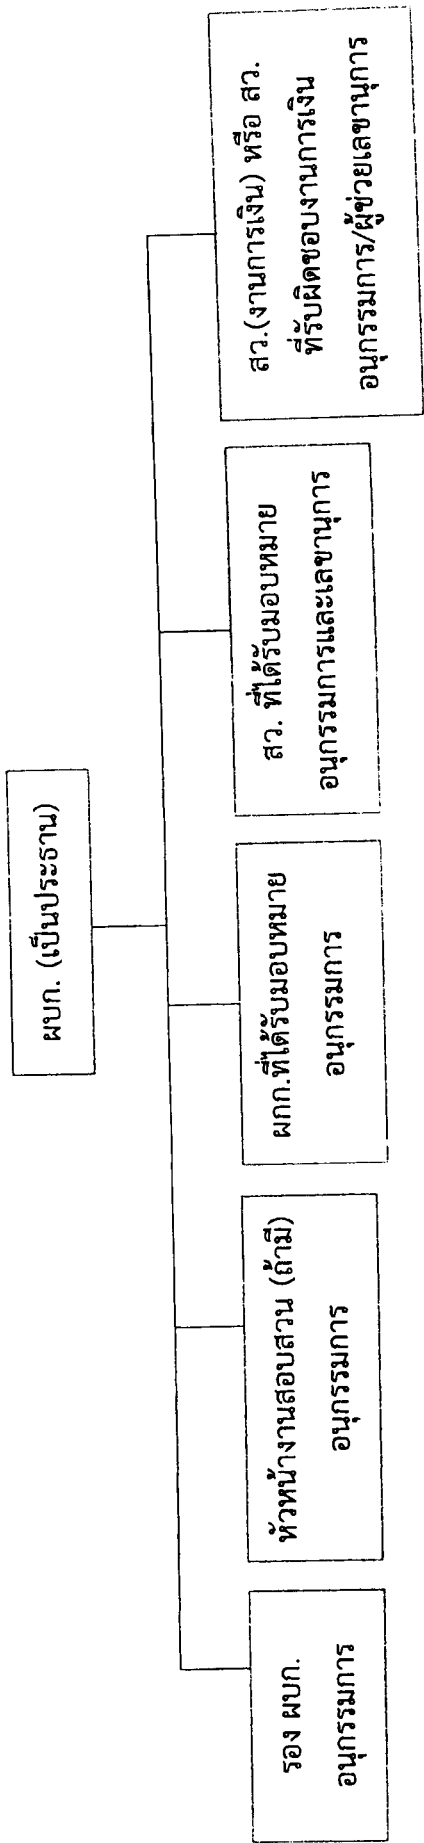 ผบก. (เป็นประธาน)
รอง ผบก.
อนุกรรมการ
หัวหน้างานสอบสวน (ถ้ามี)
อนุกรรมการ
ผกก.ที่ได้รับมอบหมาย
อนุกรรมการ
สว. ที่ได้รับมอบหมาย
อนุกรรมการและเลขานุการ
สว.(งานการเงิน) หรือ สว.
ที่รับผิดชอบงานการเงิน
อนุกรรมการ/ผู้ช่วยเลขานุการ